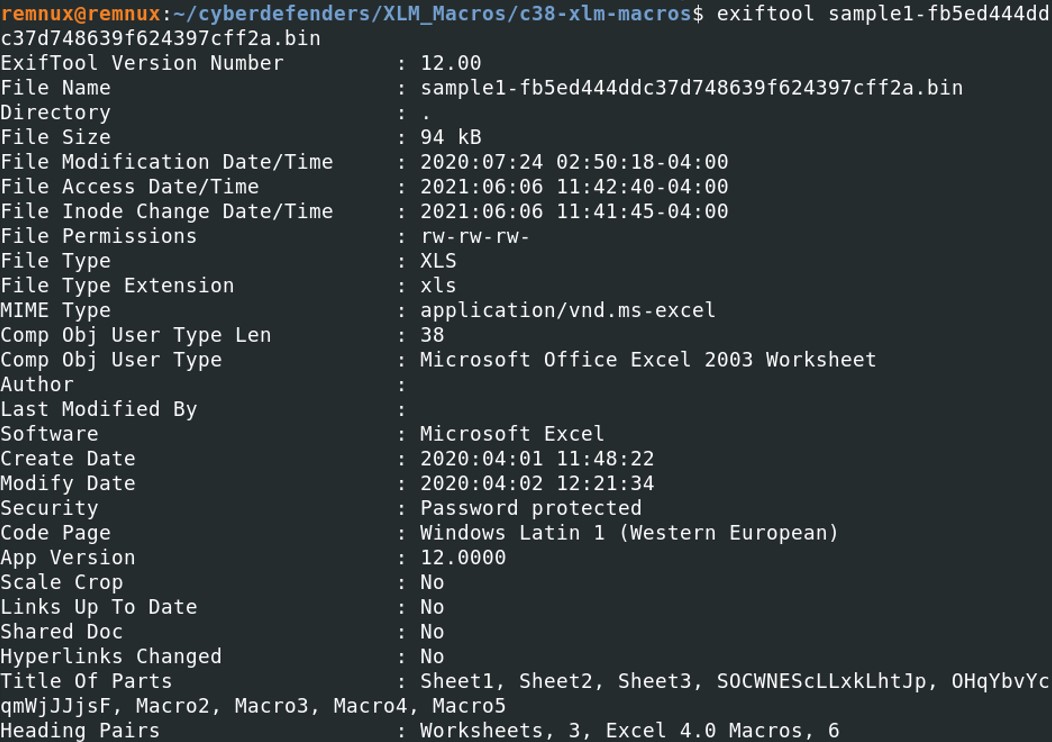 remnux@remnux:~/cyberdefenders/XLM_Macros/c38-xlm-macros$ exiftool sample1-fb5ed444dd
c37d748639f624397cff2a.bin
ExifTool Version Number : 12.00
File Name : sample1-fb5ed444ddc37d748639f624397cff2a.bin
Directory : .
File Size : 94 kB
File Modification Date/Time : 2020:07:24 02:50:18-04:00
File Access Date/Time : 2021:06:06 11:42:40-04:00
File Inode Change Date/Time : 2021:06:06 11:41:45-04:00
File Permissions : rw-rw-rw-
File Type : XLS
File Type Extension : xls
MIME Type : application/vnd.ms-excel
Comp Obj User Type Len : 38
Comp Obj User Type : Microsoft Office Excel 2003 Worksheet
Author :
Last Modified By :
Software : Microsoft Excel
Create Date : 2020:04:01 11:48:22
Modify Date : 2020:04:02 12:21:34
Security : Password protected
Code Page : Windows Latin 1 (Western European)
App Version : 12.0000
Scale Crop : No
Links Up To Date : No
Shared Doc : No
Hyperlinks Changed : No
Title Of Parts : Sheet1, Sheet2, Sheet3, SOCWNEScLLxkLhtJp, OHqYbvYc
qmWjJJjsF, Macro2, Macro3, Macro4, Macro5
Heading Pairs : Worksheets, 3, Excel 4.0 Macros, 6